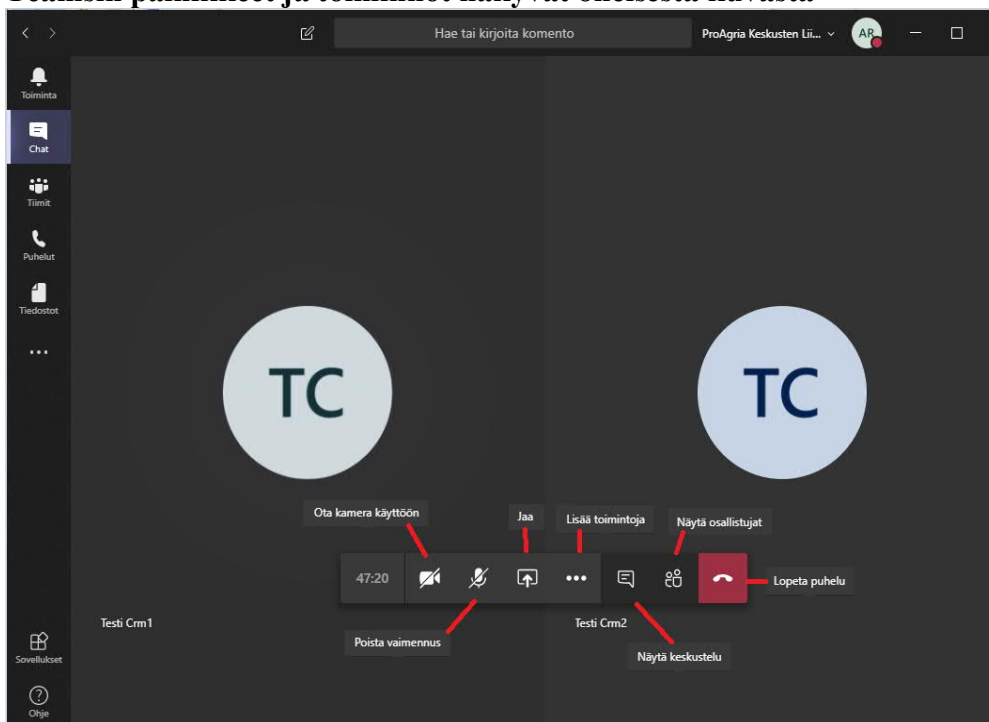 Teamsin painikkeet ja toiminnot näkyvät oheisesta kuvasta
Hae tai kirjoita komento
ProAgria Keskusten Lii...
AR
Toiminta
Chat
Tiimit
Puhelut
Tiedostot
TC
TC
Ota kamera käyttöön
Jaa
Lisää toimintoja
Näytä osallistujat
47:20
Lopeta puhelu
Testi Crm1
Testi Crm2
Poista vaimennus
Näytä keskustelu
Sovellukset
Ohje